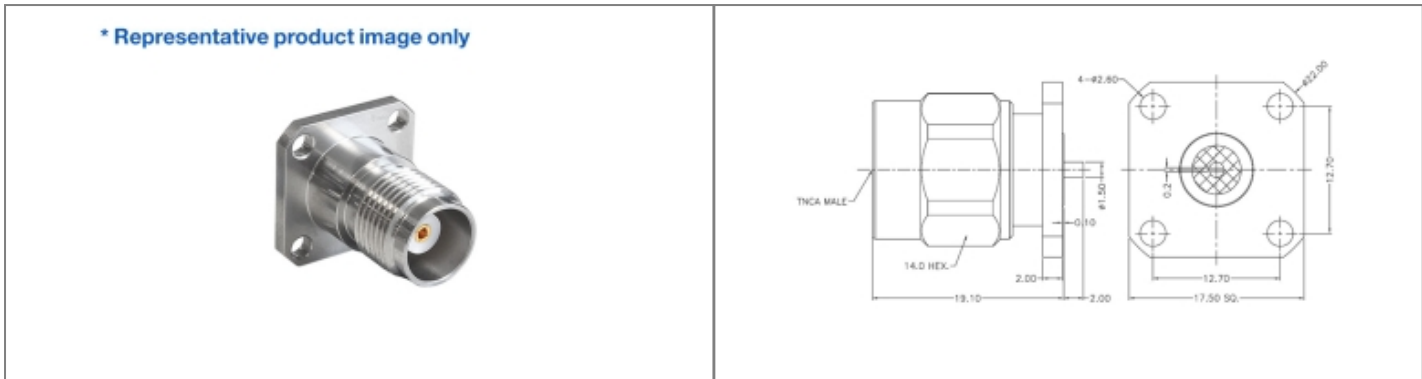 * Representative product image only
4-ø2.60
ø22.00
TNCA MALE
14.0 HEX.
0.10
ø1.50
0.2
12.70
2.00
19.10
2.00
12.70
17.50 SQ.